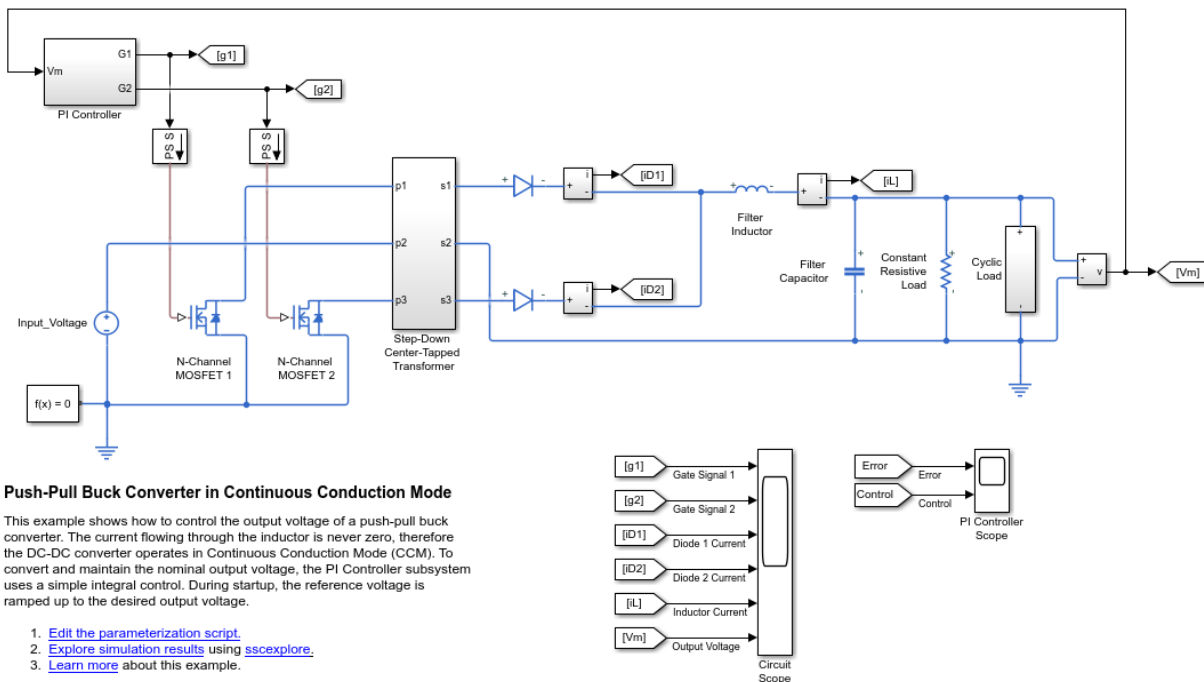 G1
[g1]
Vm
G2
[g2]
PI Controller
PS S
PS S
p1
s1
+
-
+
i
-
[iD1]
+
-
Filter
Inductor
+
i
-
[iL]
p2
s2
Filter
Capacitor
+
-
Constant
Resistive
Load
+
-
Cyclic
Load
+
-
+
-
v
[Vm]
p3
s3
+
-
+
i
-
[iD2]
Input_Voltage
+
−
N-Channel
MOSFET 1
N-Channel
MOSFET 2
Step-Down
Center-Tapped
Transformer
f(x) = 0
Push-Pull Buck Converter in Continuous Conduction Mode
This example shows how to control the output voltage of a push-pull buck
converter. The current flowing through the inductor is never zero, therefore
the DC-DC converter operates in Continuous Conduction Mode (CCM). To
convert and maintain the nominal output voltage, the PI Controller subsystem
uses a simple integral control. During startup, the reference voltage is
ramped up to the desired output voltage.
1. Edit the parameterization script.
2. Explore simulation results using sscexplore.
3. Learn more about this example.
[g1]
Gate Signal 1
[g2]
Gate Signal 2
[iD1]
Diode 1 Current
[iD2]
Diode 2 Current
[iL]
Inductor Current
[Vm]
Output Voltage
Circuit
Scope
Error
Error
Control
Control
PI Controller
Scope